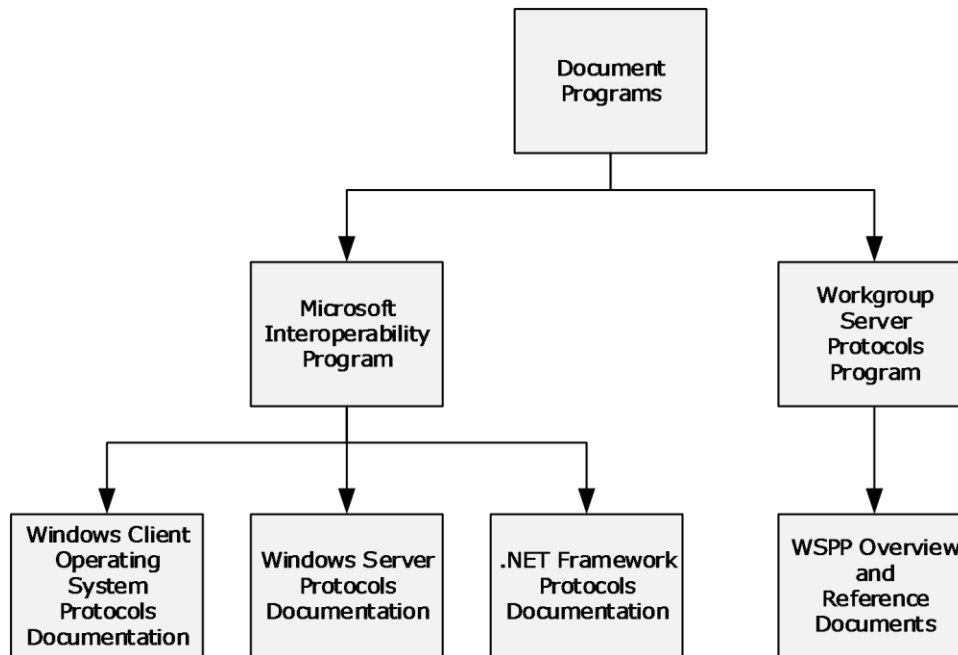 Document
Programs
Microsoft
Interoperability
Program
Workgroup
Server
Protocols
Program
Windows Client
Operating
System
Protocols
Documentation
Windows Server
Protocols
Documentation
.NET Framework
Protocols
Documentation
WSPP Overview
and
Reference
Documents